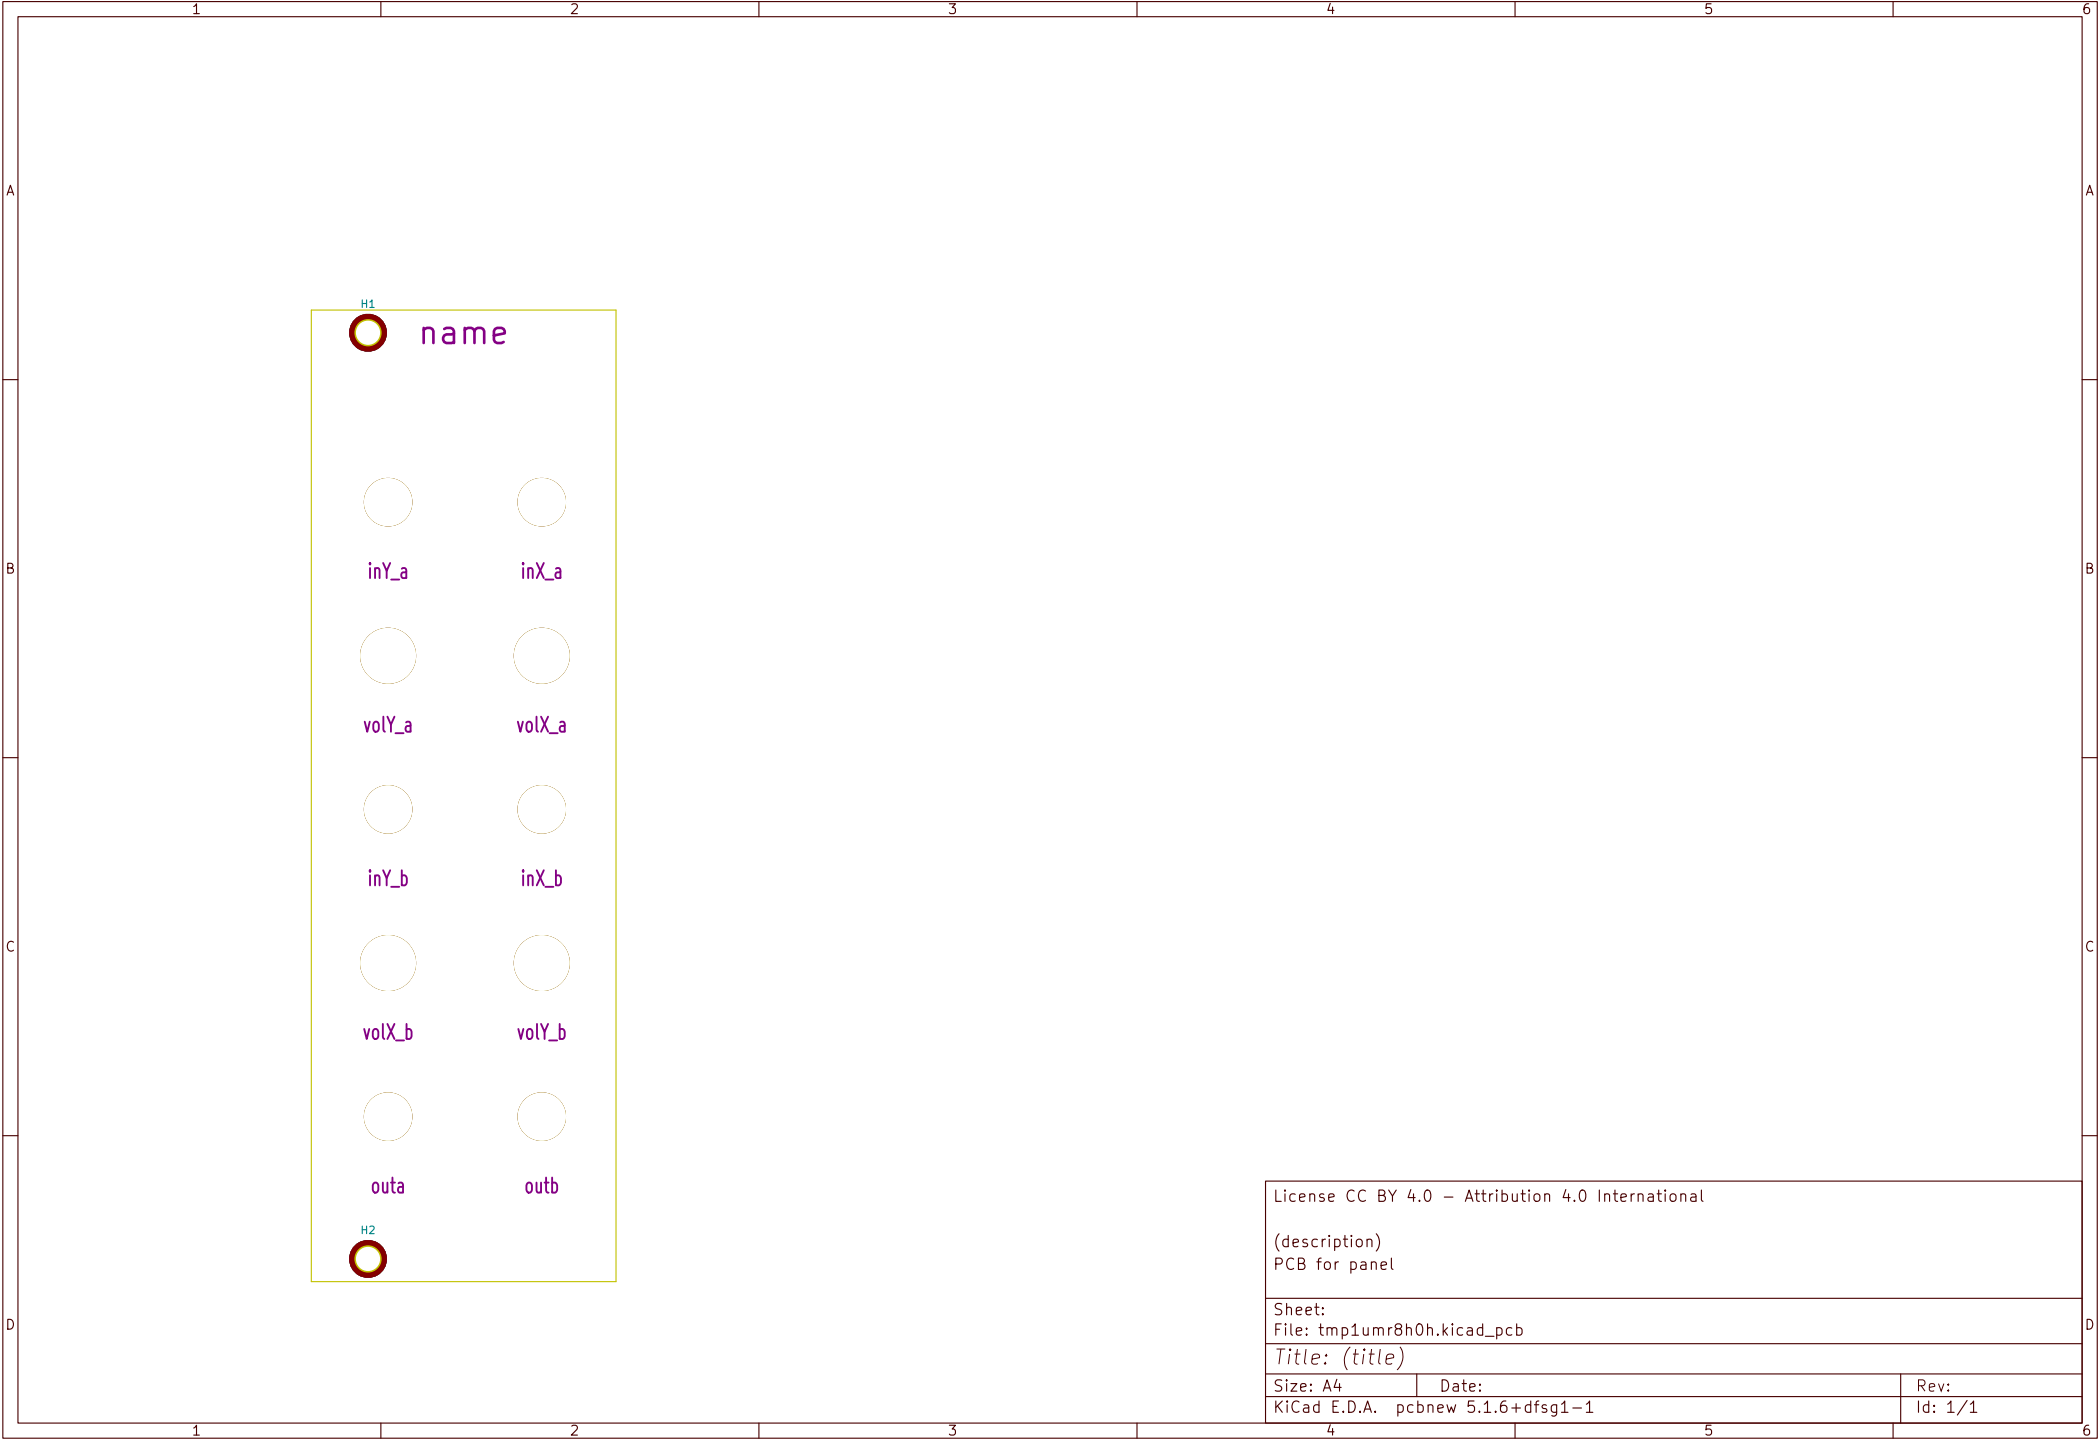 1 2 3 4 5 6
A A
H1
name
inY_a inX_a
B B
volY_a volX_a
inY_b inX_b
C C
volX_b volY_b
outa outb
License CC BY 4.0 – Attribution 4.0 International
H2
(description)
PCB for panel
Sheet:
D D
File: tmp1umr8h0h.kicad_pcb
Title: (title)
Size: A4 Date: Rev:
KiCad E.D.A. pcbnew 5.1.6+dfsg1-1 Id: 1/1
1 2 3 4 5 6